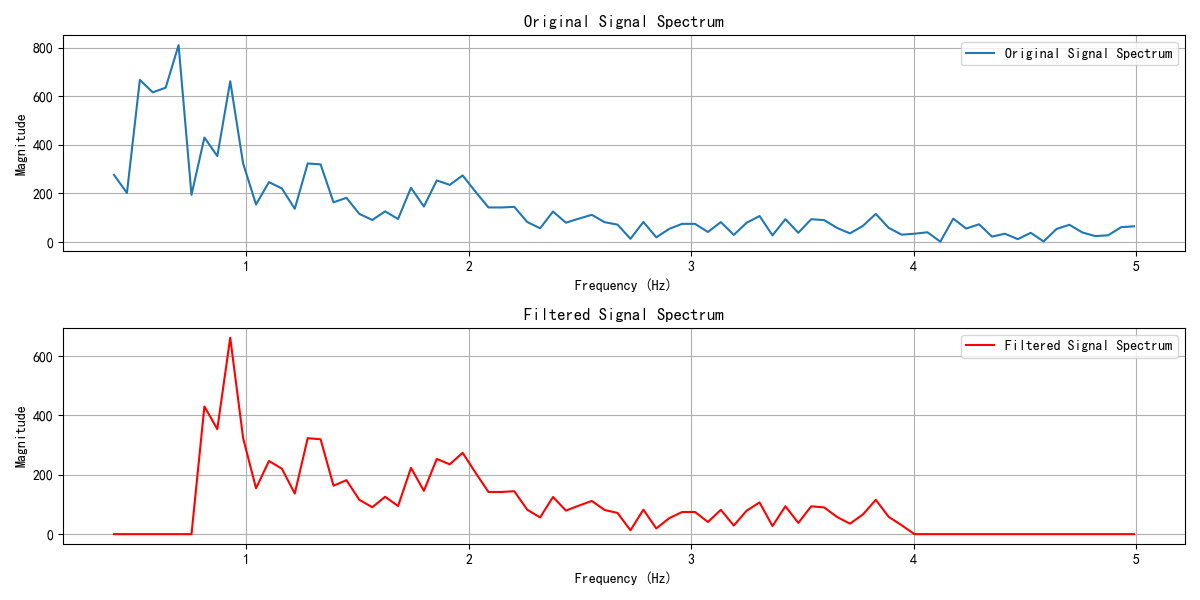 Original Signal Spectrum
Original Signal Spectrum
800
600
400
200
0
Magnitude
1
2
3
4
5
Frequency (Hz)
Filtered Signal Spectrum
Filtered Signal Spectrum
600
400
200
0
Magnitude
1
2
3
4
5
Frequency (Hz)